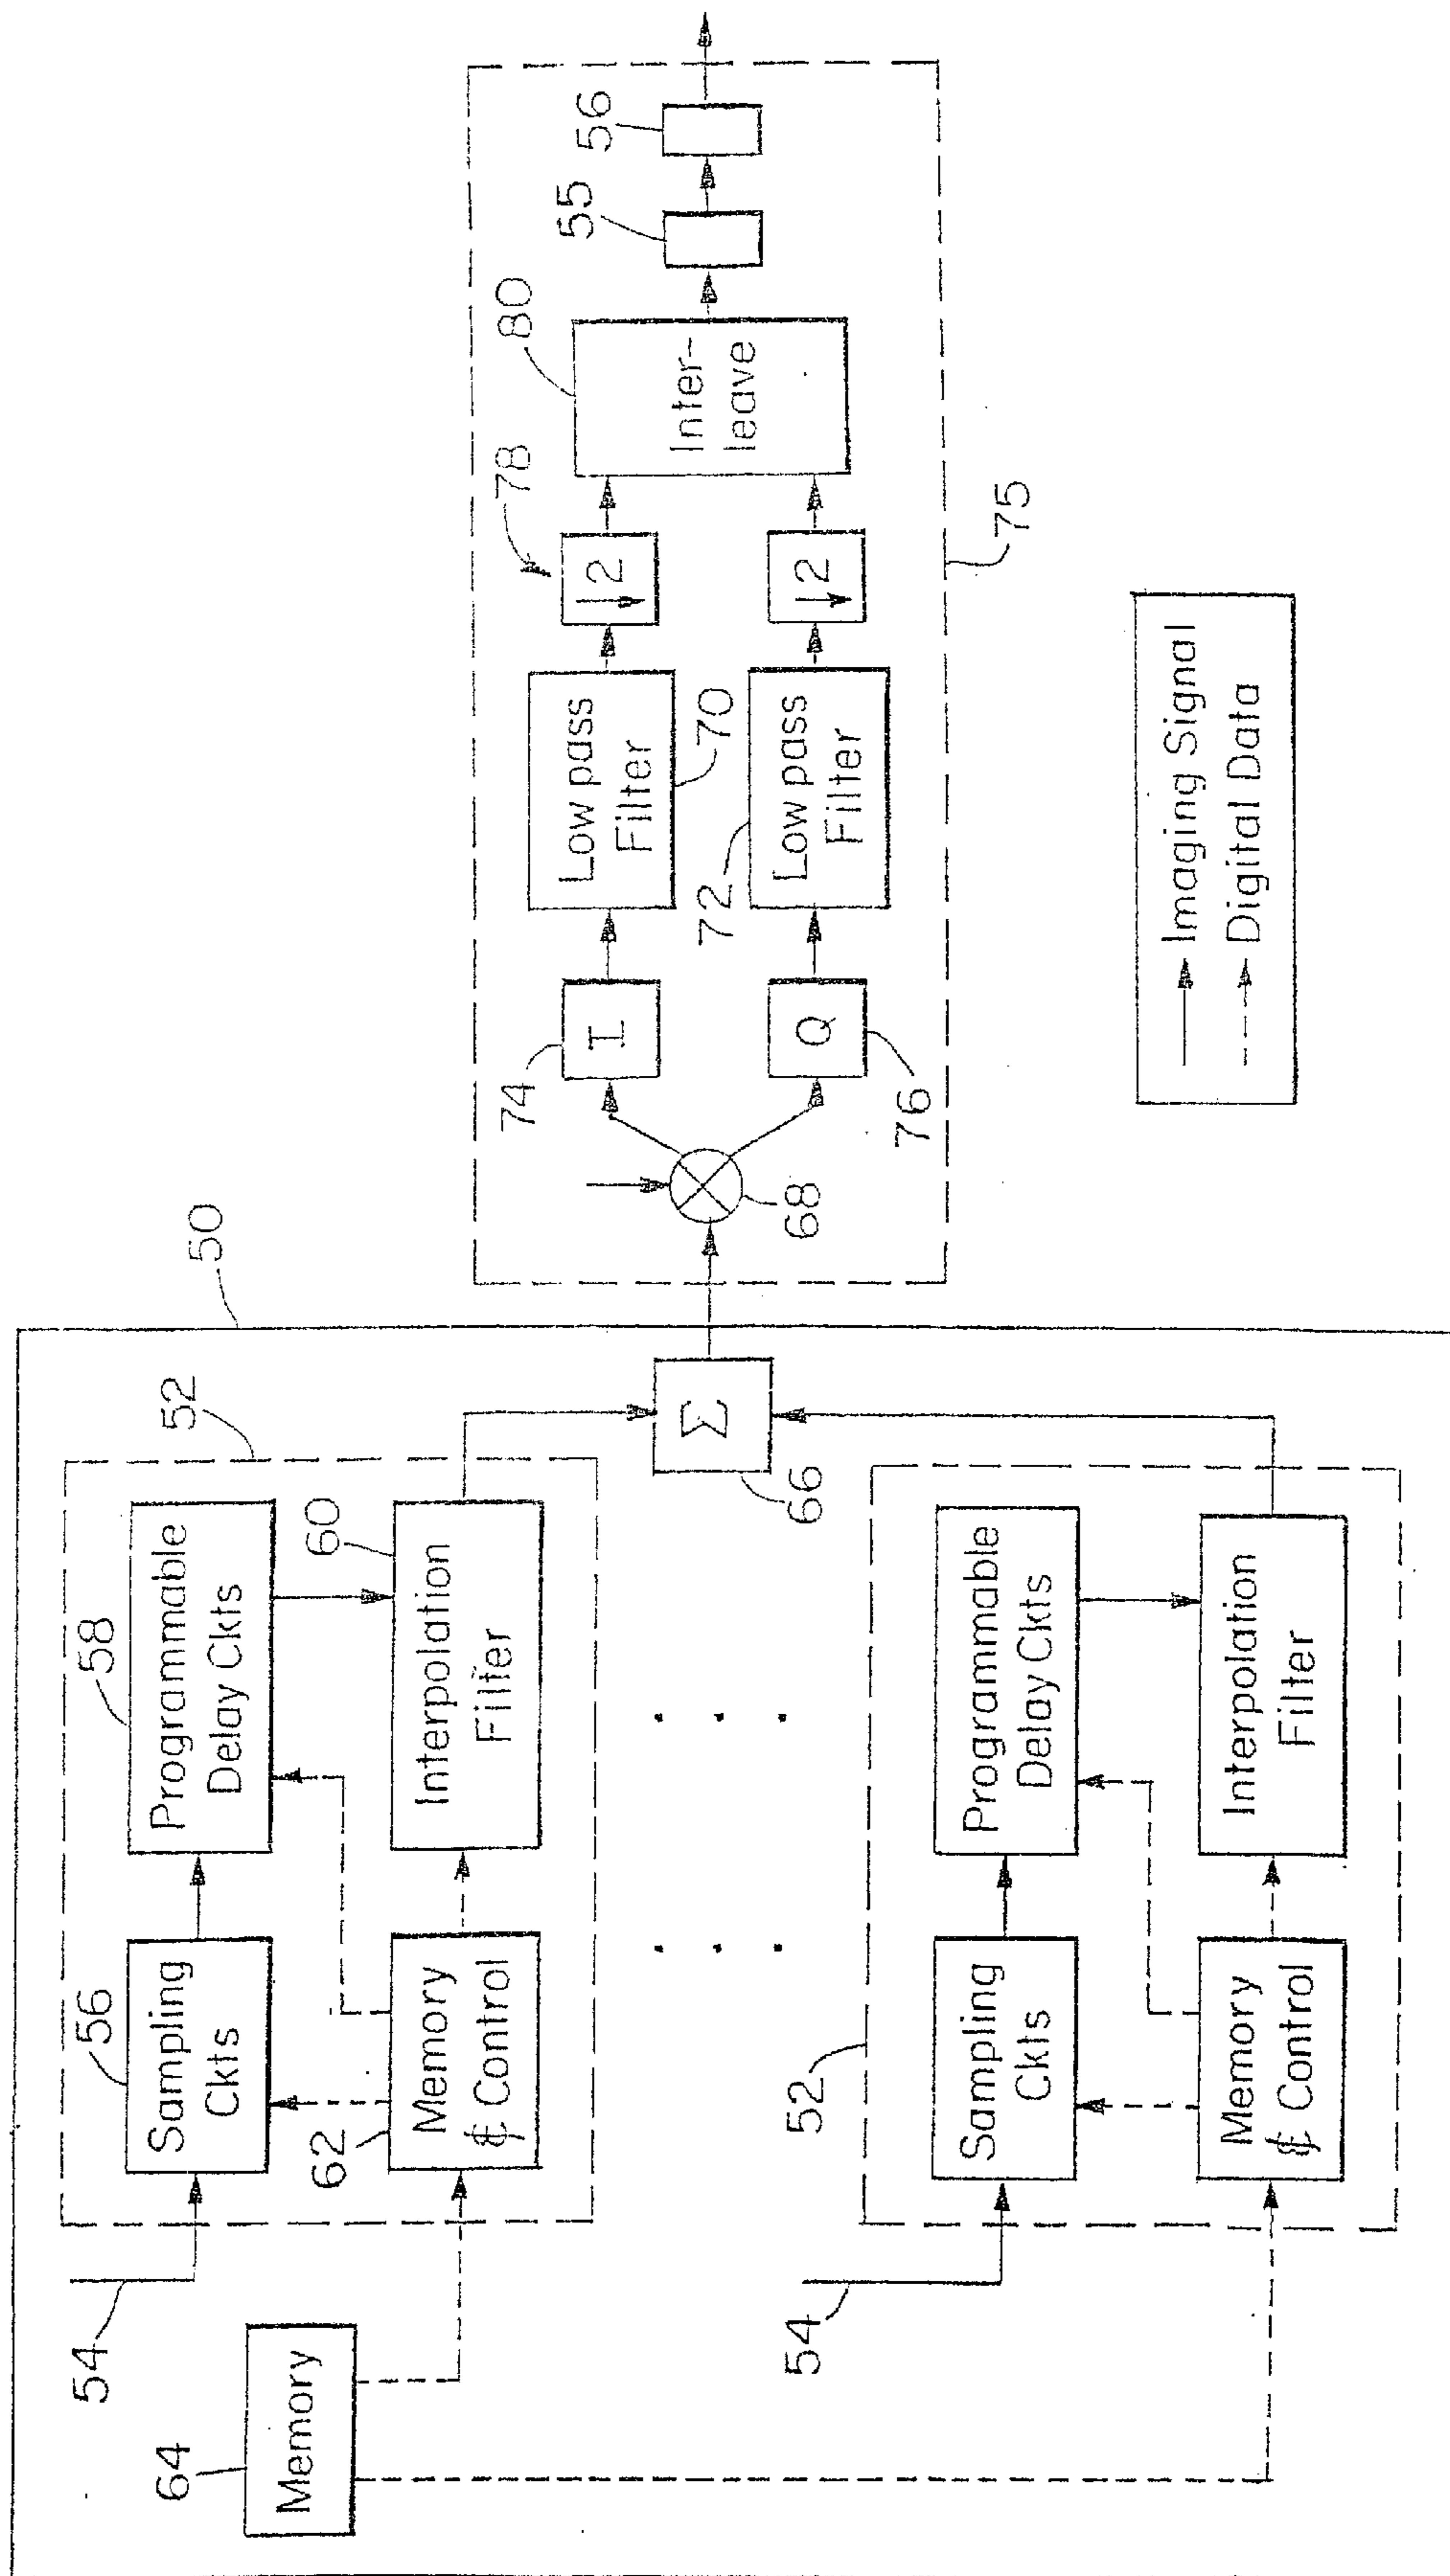 50
52
56
Sampling
Ckts
58
Programmable
Delay Ckts
54
62
Memory
& Control
60
Interpolation
Filter
64
Memory
66
Σ
52
54
Sampling
Ckts
Programmable
Delay Ckts
Memory
& Control
Interpolation
Filter
68
74
I
Low pass
Filter
70
78
↓2
80
Inter-
leave
55
56
76
Q
72
Low pass
Filter
↓2
75
Imaging Signal
Digital Data